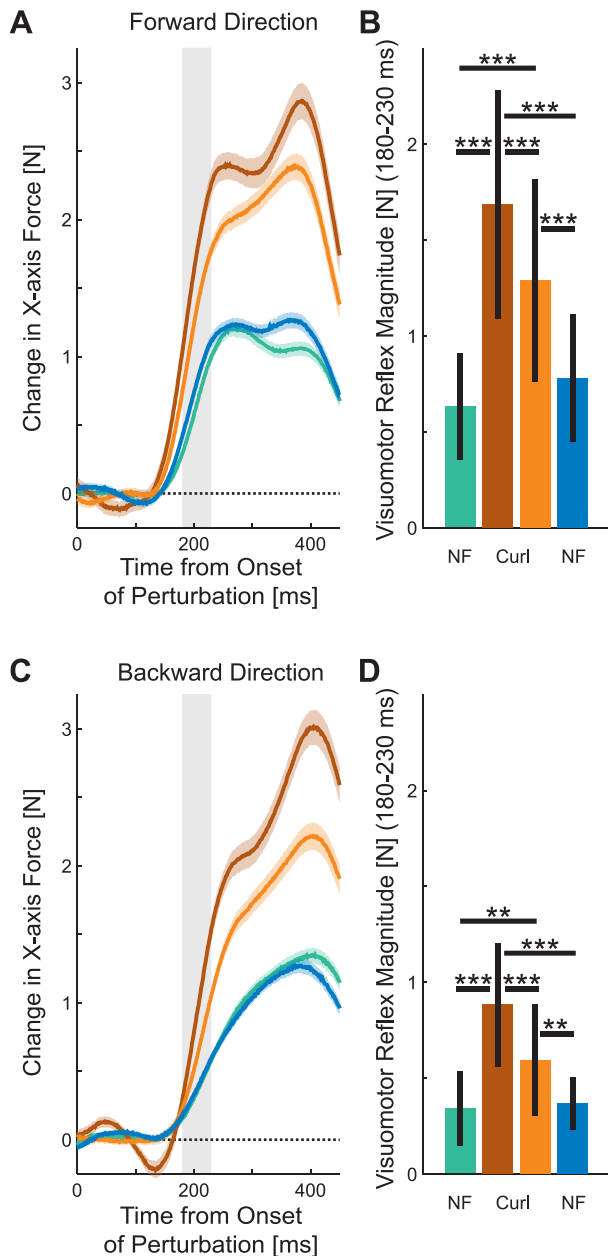 A
Forward Direction
Change in X-axis Force [N]
3
2
1
0
0
200
400
Time from Onset
of Perturbation [ms]
B
Visuomotor Reflex Magnitude [N] (180-230 ms)
2
1
0
***
***
***
***
***
NF
Curl
NF
C
Backward Direction
Change in X-axis Force [N]
3
2
1
0
0
200
400
Time from Onset
of Perturbation [ms]
D
Visuomotor Reflex Magnitude [N] (180-230 ms)
2
1
0
**
***
***
***
**
NF
Curl
NF